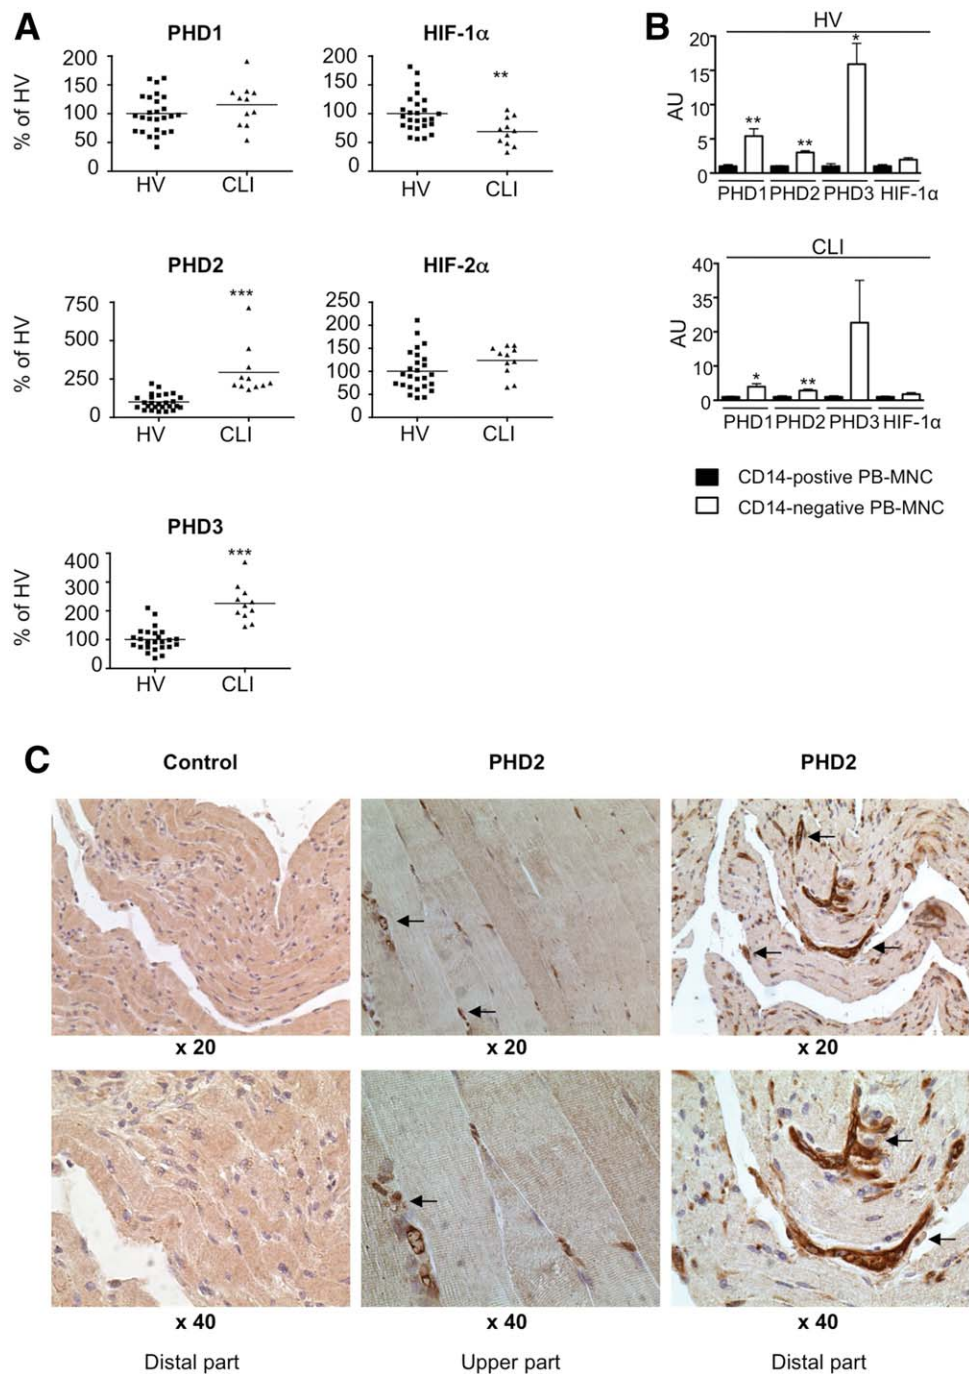 A
PHD1
HIF-1α
% of HV
200
150
100
50
0
HV
CLI
200
150
100
50
0
**
HV
CLI
PHD2
HIF-2α
% of HV
750
500
250
0
***
HV
CLI
250
200
150
100
50
0
HV
CLI
PHD3
% of HV
400
300
200
100
0
***
HV
CLI
B
HV
AU
20
15
10
5
0
**
**
*
PHD1 PHD2 PHD3 HIF-1α
CLI
AU
40
35
20
10
0
*
**
PHD1 PHD2 PHD3 HIF-1α
CD14-postive PB-MNC
CD14-negative PB-MNC
C
Control
PHD2
PHD2
x 20
x 20
x 20
x 40
x 40
x 40
Distal part
Upper part
Distal part